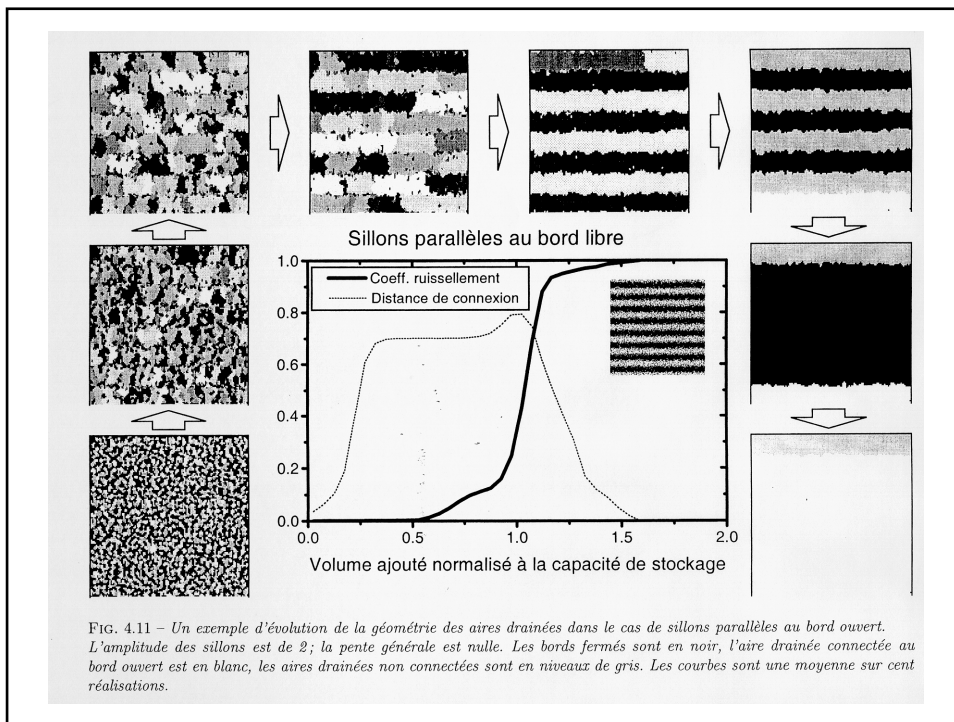 Sillons parallèles au bord libre
Coeff. ruissellement
Distance de connexion
1.0
0.8
0.6
0.4
0.2
0.0
0.0 0.5 1.0 1.5 2.0
Volume ajouté normalisé à la capacité de stockage
FIG. 4.11 – Un exemple d'évolution de la géométrie des aires drainées dans le cas de sillons parallèles au bord ouvert.
L'amplitude des sillons est de 2 ; la pente générale est nulle. Les bords fermés sont en noir, l'aire drainée connectée au
bord ouvert est en blanc, les aires drainées non connectées sont en niveaux de gris. Les courbes sont une moyenne sur cent
réalisations.